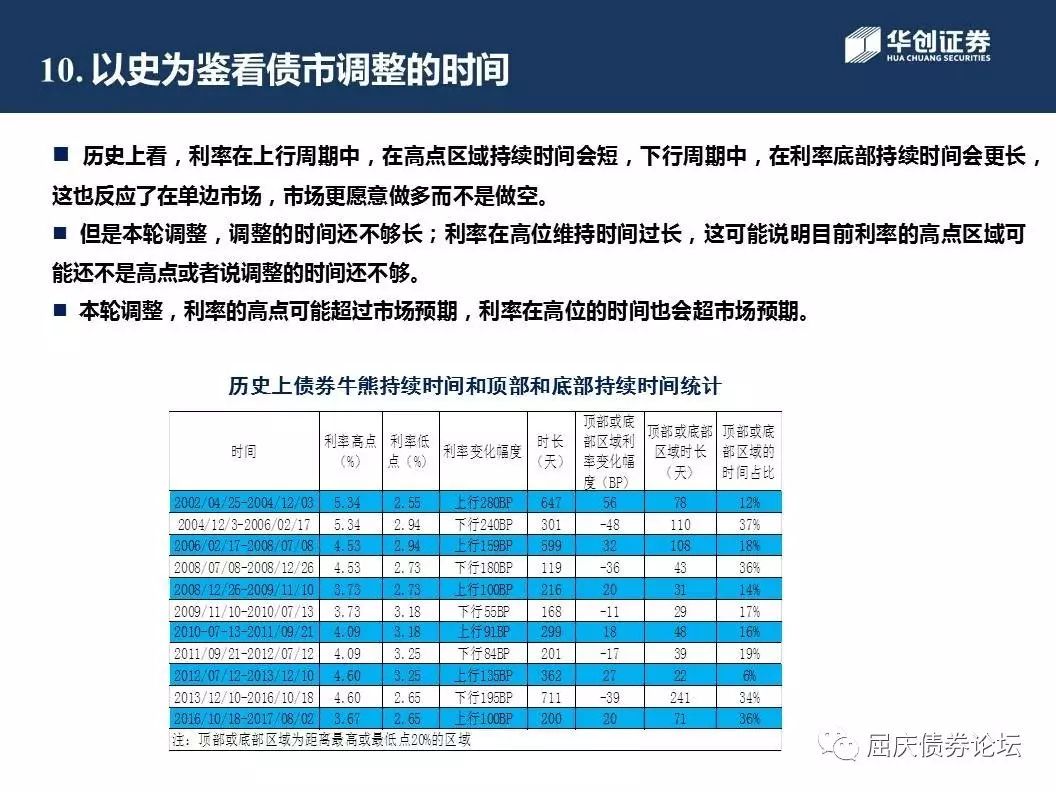 10. 以史为鉴看债市调整的时间
华创证券
HUA CHUANG SECURITIES
■ 历史上看，利率在上行周期中，在高点区域持续时间会短，下行周期中，在利率底部持续时间会更长，
这也反应了在单边市场，市场更愿意做多而不是做空。
■ 但是本轮调整，调整的时间还不够长；利率在高位维持时间过长，这可能说明目前利率的高点区域可
能还不是高点或者说调整的时间还不够。
■ 本轮调整，利率的高点可能超过市场预期，利率在高位的时间也会超市场预期。
历史上债券牛熊持续时间和顶部和底部持续时间统计
时间 利率高点（%） 利率低点（%） 利率变化幅度 时长（天） 顶部或底部区域利率变化幅度（BP） 顶部或底部区域时长（天） 顶部或底部区域的时间占比
2002/04/25-2004/12/03 5.34 2.55 上行280BP 647 56 78 12%
2004/12/3-2006/02/17 5.34 2.94 下行240BP 301 -48 110 37%
2006/02/17-2008/07/08 4.53 2.94 上行159BP 599 32 108 18%
2008/07/08-2008/12/26 4.53 2.73 下行180BP 119 -36 43 36%
2008/12/26-2009/11/10 3.73 2.73 上行100BP 216 20 31 14%
2009/11/10-2010/07/13 3.73 3.18 下行55BP 168 -11 29 17%
2010-07-13-2011/09/21 4.09 3.18 上行91BP 299 18 48 16%
2011/09/21-2012/07/12 4.09 3.25 下行84BP 201 -17 39 19%
2012/07/12-2013/12/10 4.60 3.25 上行135BP 362 27 22 6%
2013/12/10-2016/10/18 4.60 2.65 下行195BP 711 -39 241 34%
2016/10/18-2017/08/02 3.67 2.65 上行100BP 200 20 71 36%
注：顶部或底部区域为距离最高或最低点20%的区域
屈庆债券论坛